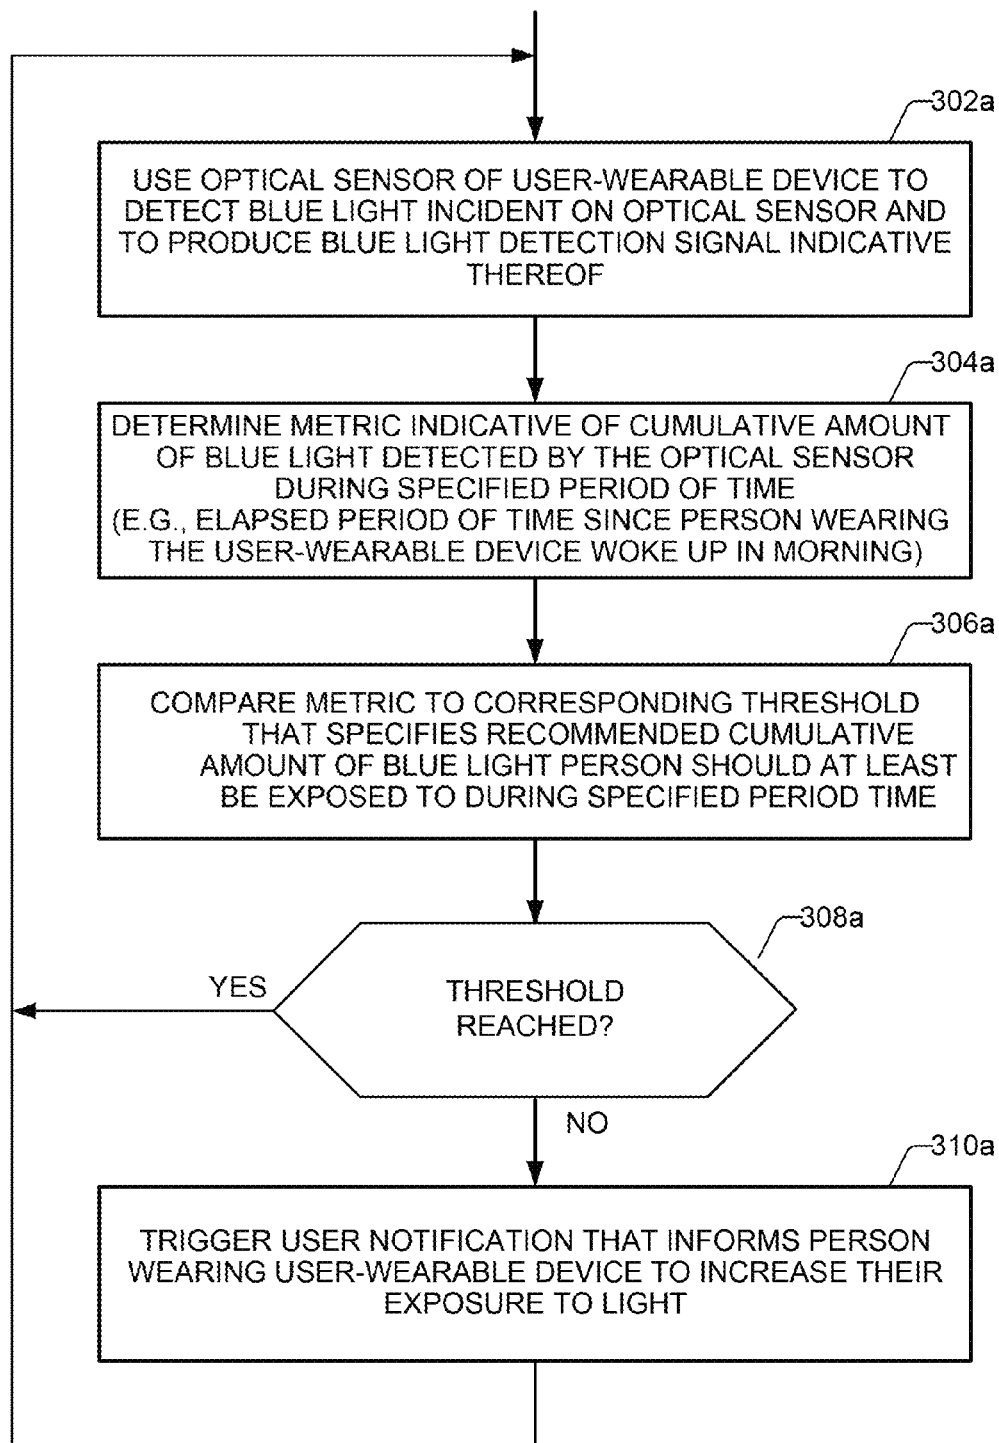 302a
USE OPTICAL SENSOR OF USER-WEARABLE DEVICE TO
DETECT BLUE LIGHT INCIDENT ON OPTICAL SENSOR AND
TO PRODUCE BLUE LIGHT DETECTION SIGNAL INDICATIVE
THEREOF
304a
DETERMINE METRIC INDICATIVE OF CUMULATIVE AMOUNT
OF BLUE LIGHT DETECTED BY THE OPTICAL SENSOR
DURING SPECIFIED PERIOD OF TIME
(E.G., ELAPSED PERIOD OF TIME SINCE PERSON WEARING
THE USER-WEARABLE DEVICE WOKE UP IN MORNING)
306a
COMPARE METRIC TO CORRESPONDING THRESHOLD
THAT SPECIFIES RECOMMENDED CUMULATIVE
AMOUNT OF BLUE LIGHT PERSON SHOULD AT LEAST
BE EXPOSED TO DURING SPECIFIED PERIOD TIME
308a
YES
THRESHOLD
REACHED?
NO
310a
TRIGGER USER NOTIFICATION THAT INFORMS PERSON
WEARING USER-WEARABLE DEVICE TO INCREASE THEIR
EXPOSURE TO LIGHT